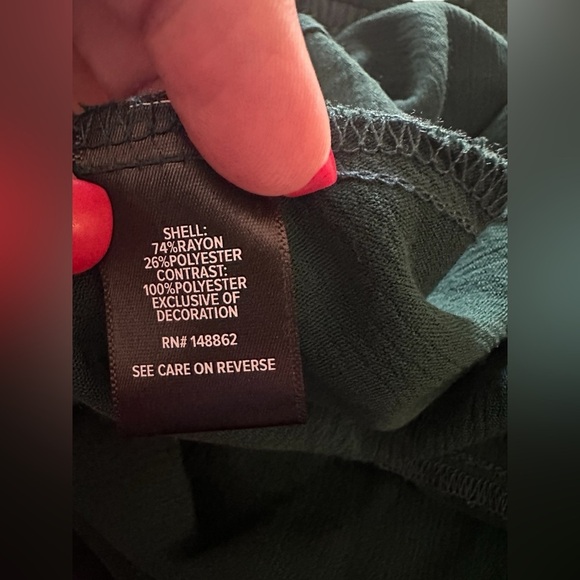 SHELL:
74%RAYON
26%POLYESTER
CONTRAST:
100%POLYESTER
EXCLUSIVE OF
DECORATION
RN# 148862
SEE CARE ON REVERSE